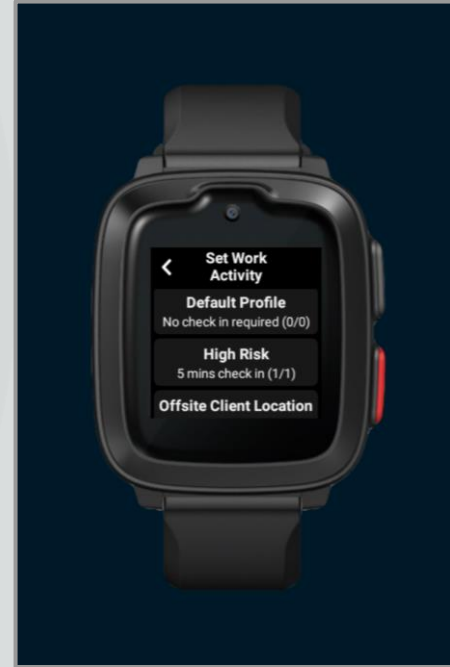 Set Work
Activity
Default Profile
No check in required (0/0)
High Risk
5 mins check in (1/1)
Offsite Client Location